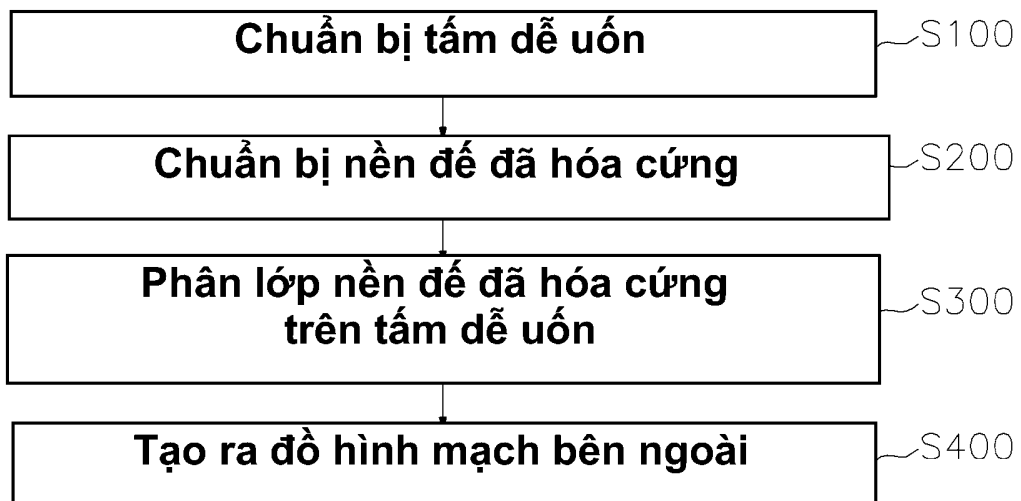 Chuẩn bị tấm dễ uốn
S100
Chuẩn bị nền đế đã hóa cứng
S200
Phân lớp nền đế đã hóa cứng
trên tấm dễ uốn
S300
Tạo ra đồ hình mạch bên ngoài
S400